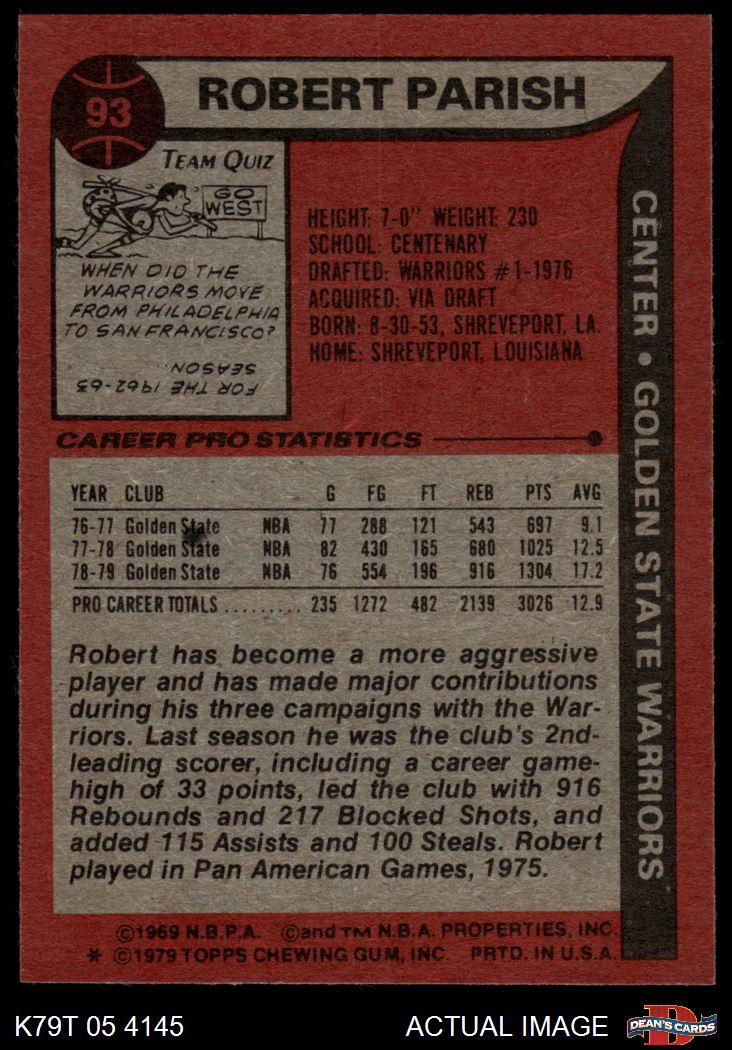 93
ROBERT PARISH
TEAM QUIZ
GO
WEST
WHEN DID THE
WARRIORS MOVE
FROM PHILADELPHIA
TO SAN FRANCISCO?
FOR THE 1962-63
SEASON
HEIGHT: 7-0" WEIGHT: 230
SCHOOL: CENTENARY
DRAFTED: WARRIORS #1-1976
ACQUIRED: VIA DRAFT
BORN: 8-30-53, SHREVEPORT, LA.
HOME: SHREVEPORT, LOUISIANA
CENTER • GOLDEN STATE WARRIORS
CAREER PRO STATISTICS
YEAR CLUB G FG FT REB PTS AVG
76-77 Golden State NBA 77 288 121 543 697 9.1
77-78 Golden State NBA 82 430 165 680 1025 12.5
78-79 Golden State NBA 76 554 196 916 1304 17.2
PRO CAREER TOTALS ......... 235 1272 482 2139 3026 12.9
Robert has become a more aggressive
player and has made major contributions
during his three campaigns with the War-
riors. Last season he was the club's 2nd-
leading scorer, including a career game-
high of 33 points, led the club with 916
Rebounds and 217 Blocked Shots, and
added 115 Assists and 100 Steals. Robert
played in Pan American Games, 1975.
©1969 N.B.P.A. ©and TM N.B.A. PROPERTIES, INC.
* ©1979 TOPPS CHEWING GUM, INC. PRTD. IN U.S.A.
K79T 05 4145
ACTUAL IMAGE
D
DEAN'S CARDS